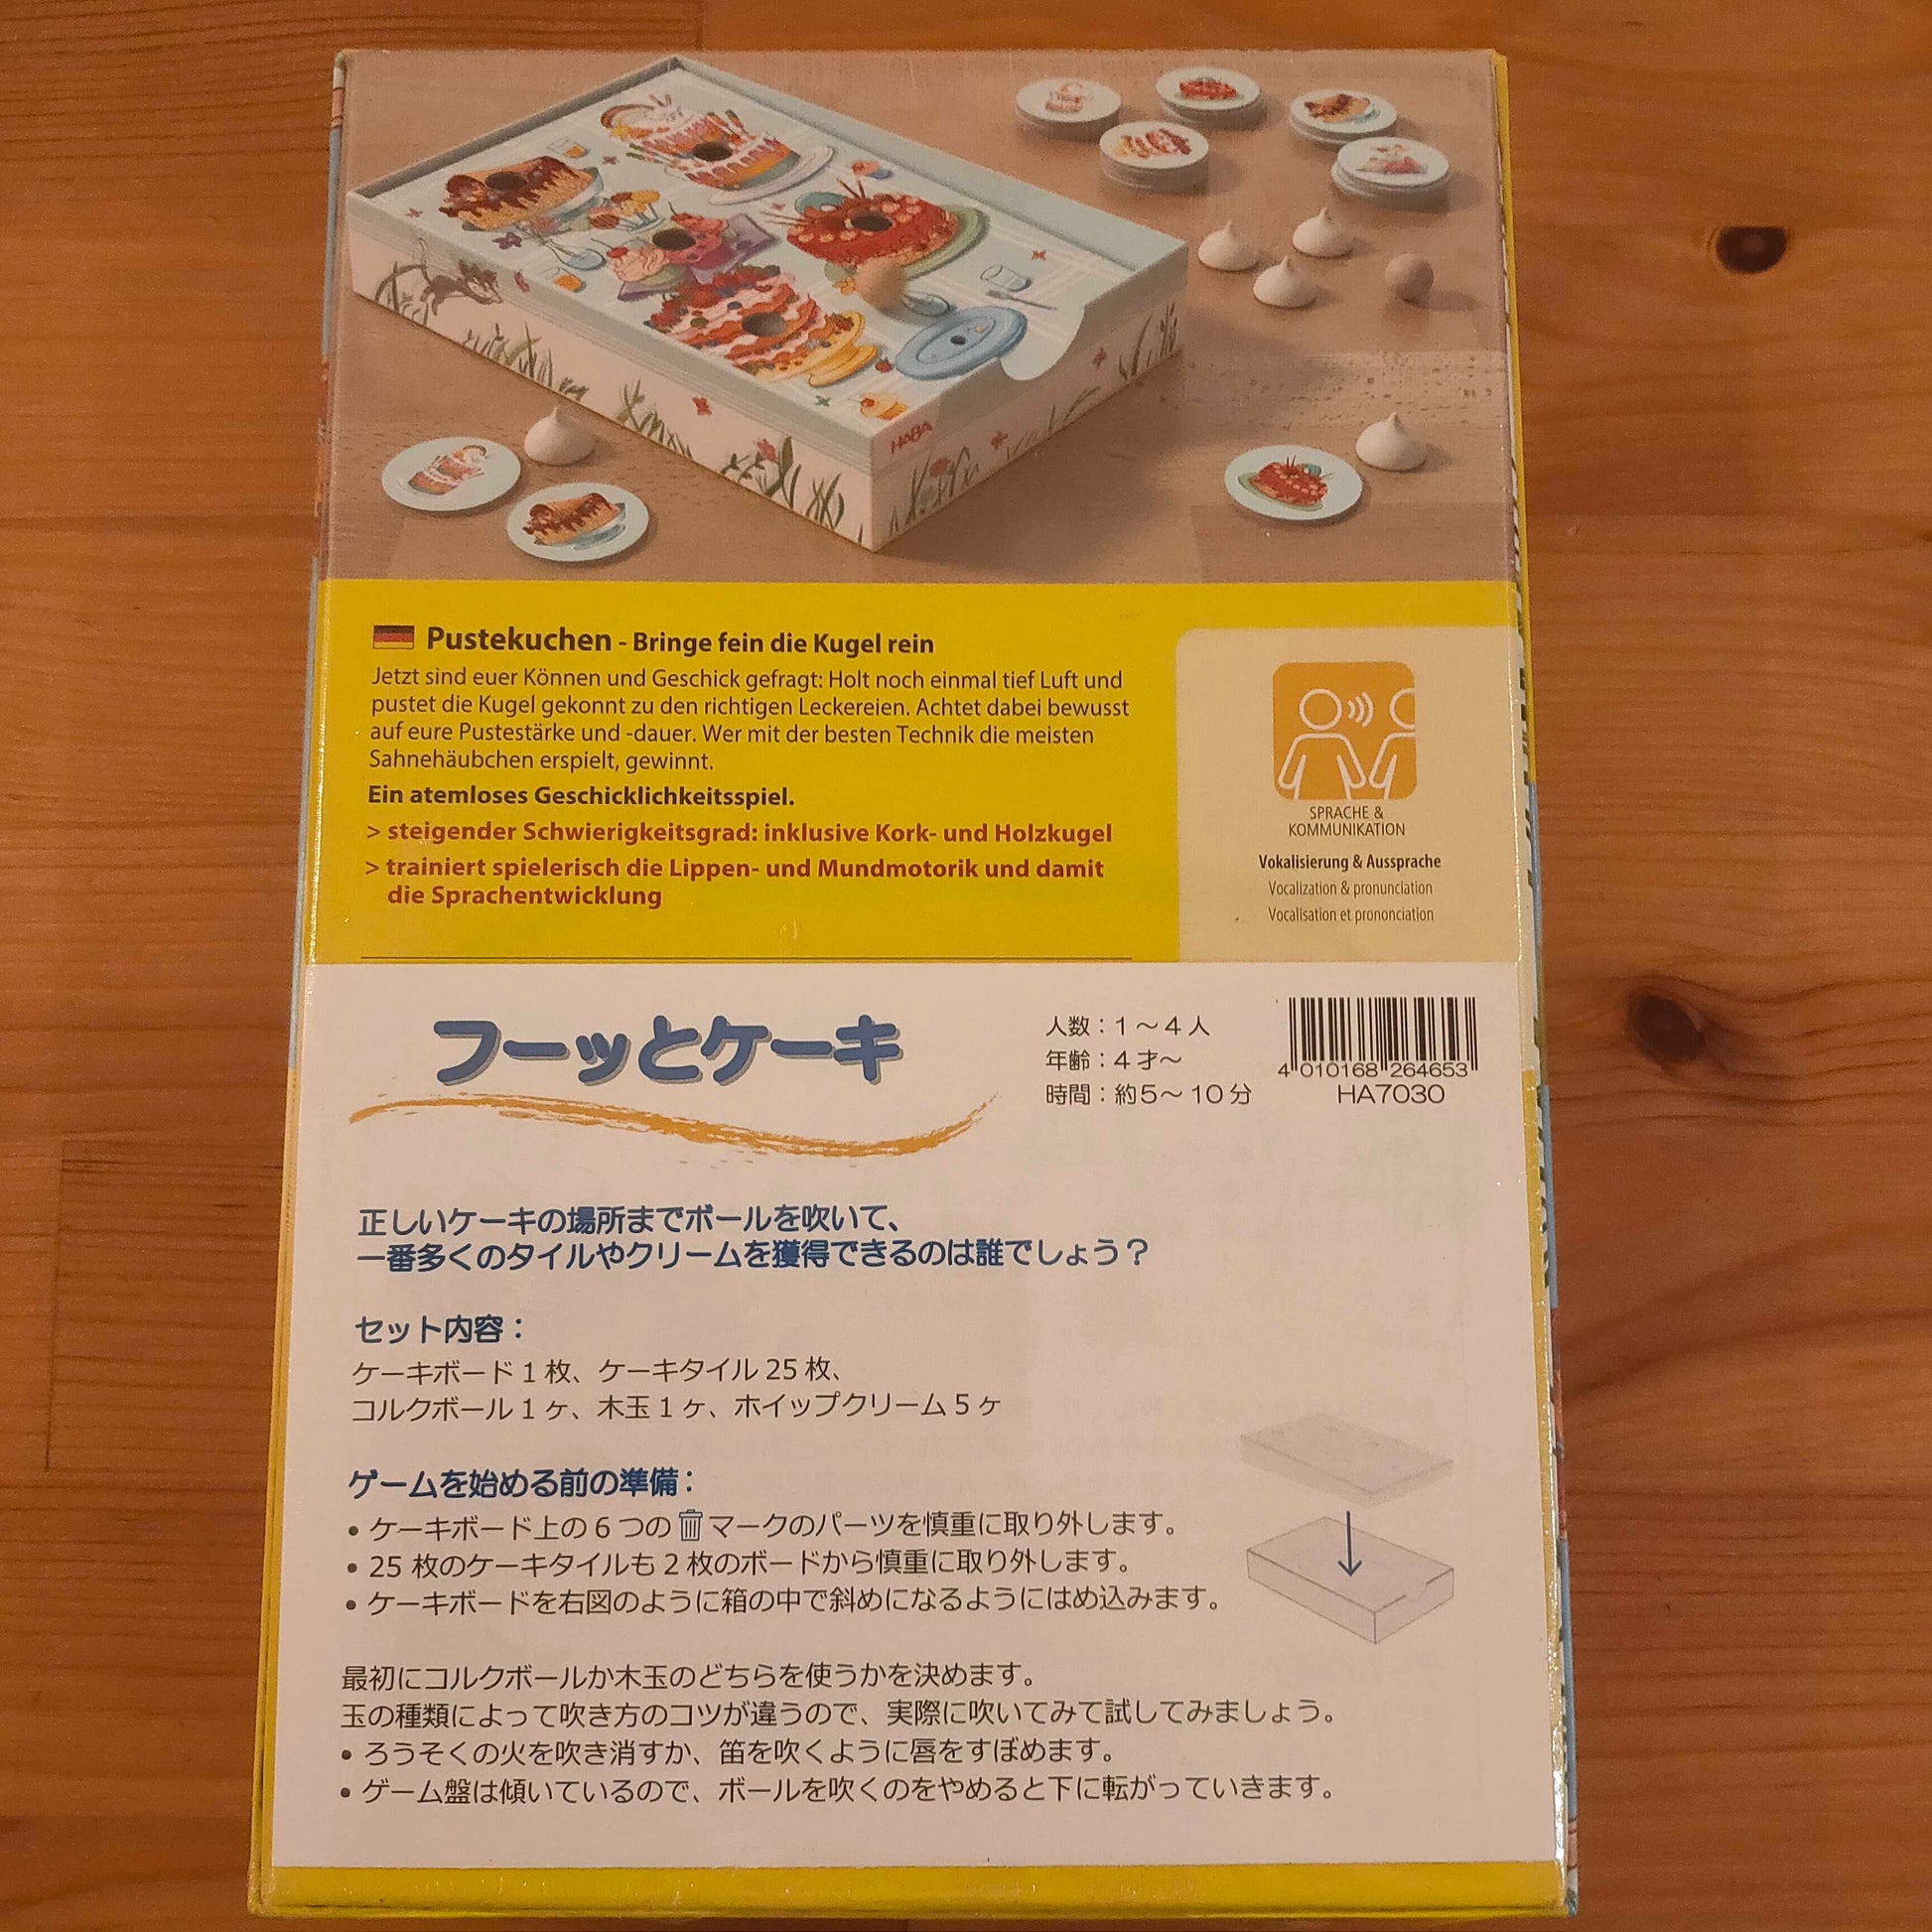 HABA
Pustekuchen - Bringe fein die Kugel rein
Jetzt sind euer Können und Geschick gefragt: Holt noch einmal tief Luft und
pustet die Kugel gekonnt zu den richtigen Leckereien. Achtet dabei bewusst
auf eure Pustestärke und -dauer. Wer mit der besten Technik die meisten
Sahnehäubchen erspielt, gewinnt.
Ein atemloses Geschicklichkeitsspiel.
> steigender Schwierigkeitsgrad: inklusive Kork- und Holzkugel
> trainiert spielerisch die Lippen- und Mundmotorik und damit
die Sprachentwicklung
SPRACHE &
KOMMUNIKATION
Vokalisierung & Aussprache
Vocalization & pronunciation
Vocalisation et prononciation
フーッとケーキ
人数：1～4人
年齢：4才～
時間：約5～10分
4 010168 264653
HA7030
正しいケーキの場所までボールを吹いて、
一番多くのタイルやクリームを獲得できるのは誰でしょう？
セット内容：
ケーキボード1枚、ケーキタイル25枚、
コルクボール1ヶ、木玉1ヶ、ホイップクリーム5ヶ
ゲームを始める前の準備：
• ケーキボード上の6つの マークのパーツを慎重に取り外します。
• 25枚のケーキタイルも2枚のボードから慎重に取り外します。
• ケーキボードを右図のように箱の中で斜めになるようにはめ込みます。
最初にコルクボールか木玉のどちらを使うかを決めます。
玉の種類によって吹き方のコツが違うので、実際に吹いてみて試してみましょう。
• ろうそくの火を吹き消すか、笛を吹くように唇をすぼめます。
• ゲーム盤は傾いているので、ボールを吹くのをやめると下に転がっていきます。